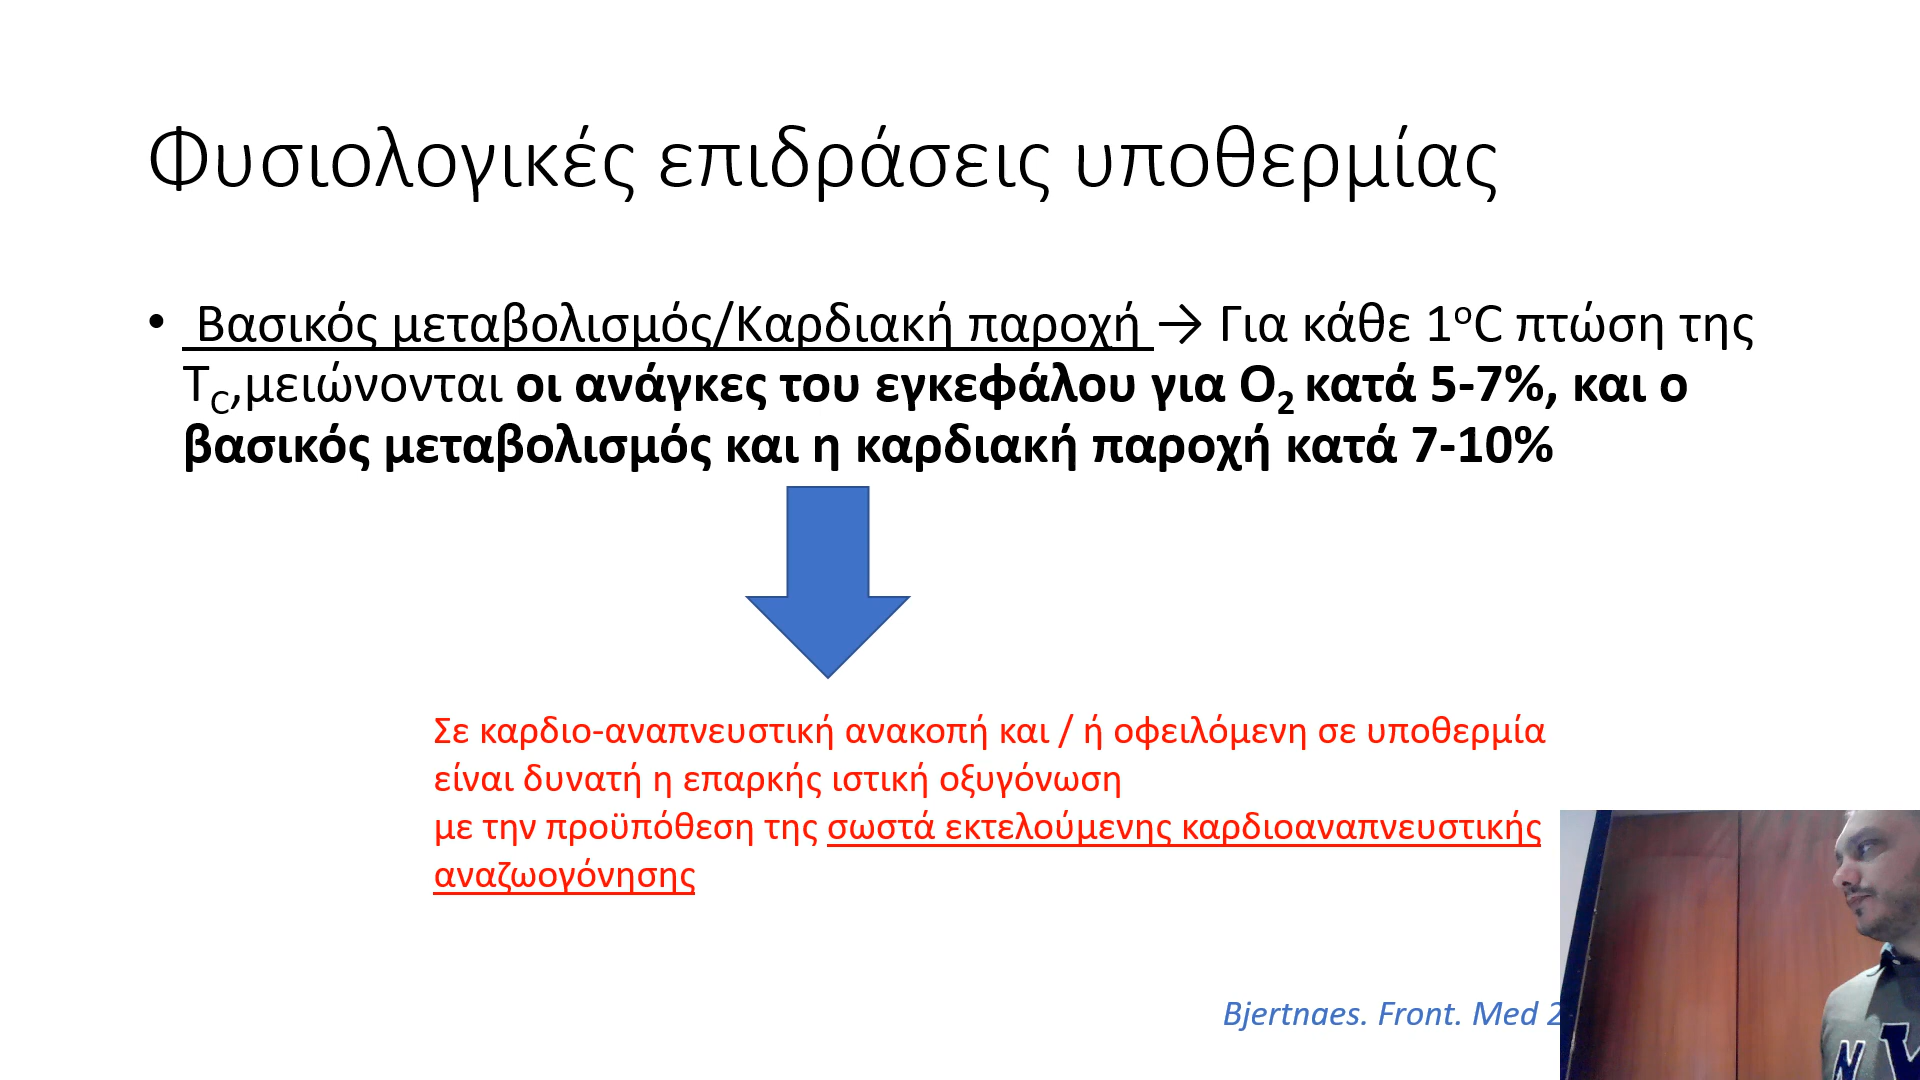 Φυσιολογικές επιδράσεις υποθερμίας
• Βασικός μεταβολισμός/Καρδιακή παροχή → Για κάθε 1οC πτώση της
TC,μειώνονται οι ανάγκες του εγκεφάλου για O2 κατά 5-7%, και ο
βασικός μεταβολισμός και η καρδιακή παροχή κατά 7-10%
Σε καρδιο-αναπνευστική ανακοπή και / ή οφειλόμενη σε υποθερμία
είναι δυνατή η επαρκής ιστική οξυγόνωση
με την προϋπόθεση της σωστά εκτελούμενης καρδιοαναπνευστικής
αναζωογόνησης
Bjertnaes. Front. Med